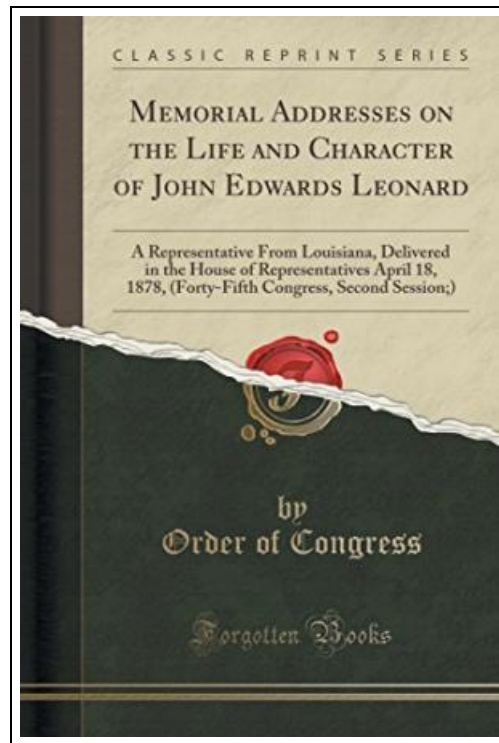 CLASSIC REPRINT SERIES
MEMORIAL ADDRESSES ON
THE LIFE AND CHARACTER
OF JOHN EDWARDS LEONARD
A Representative From Louisiana, Delivered
in the House of Representatives April 18,
1878, (Forty-Fifth Congress, Second Session;)
by
Order of Congress
Forgotten Books